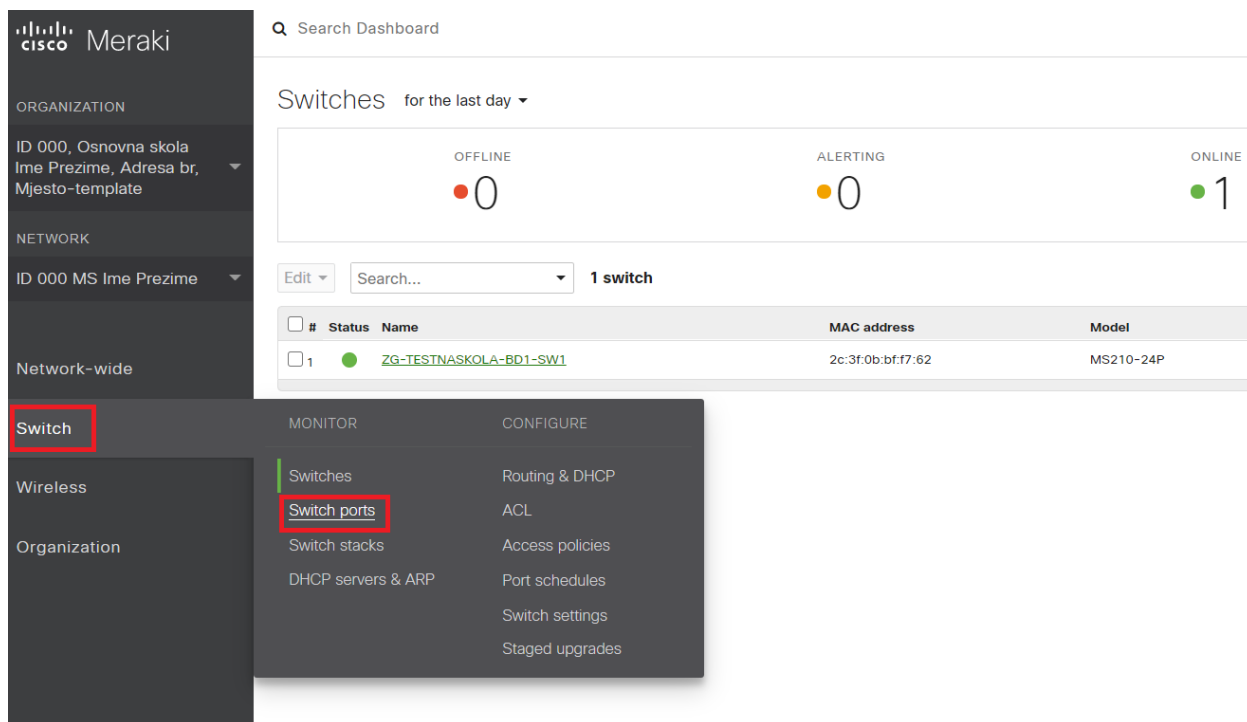 CISCO Meraki
Search Dashboard
ORGANIZATION
ID 000, Osnovna skola
Ime Prezime, Adresa br,
Mjesto-template
NETWORK
ID 000 MS Ime Prezime
Network-wide
Switch
Wireless
Organization
Switches for the last day
OFFLINE
0
ALERTING
0
ONLINE
1
Edit
Search...
1 switch
# Status Name MAC address Model
1 ZG-TESTNASKOLA-BD1-SW1 2c:3f:0b:bf:f7:62 MS210-24P
MONITOR
Switches
Switch ports
Switch stacks
DHCP servers & ARP
CONFIGURE
Routing & DHCP
ACL
Access policies
Port schedules
Switch settings
Staged upgrades